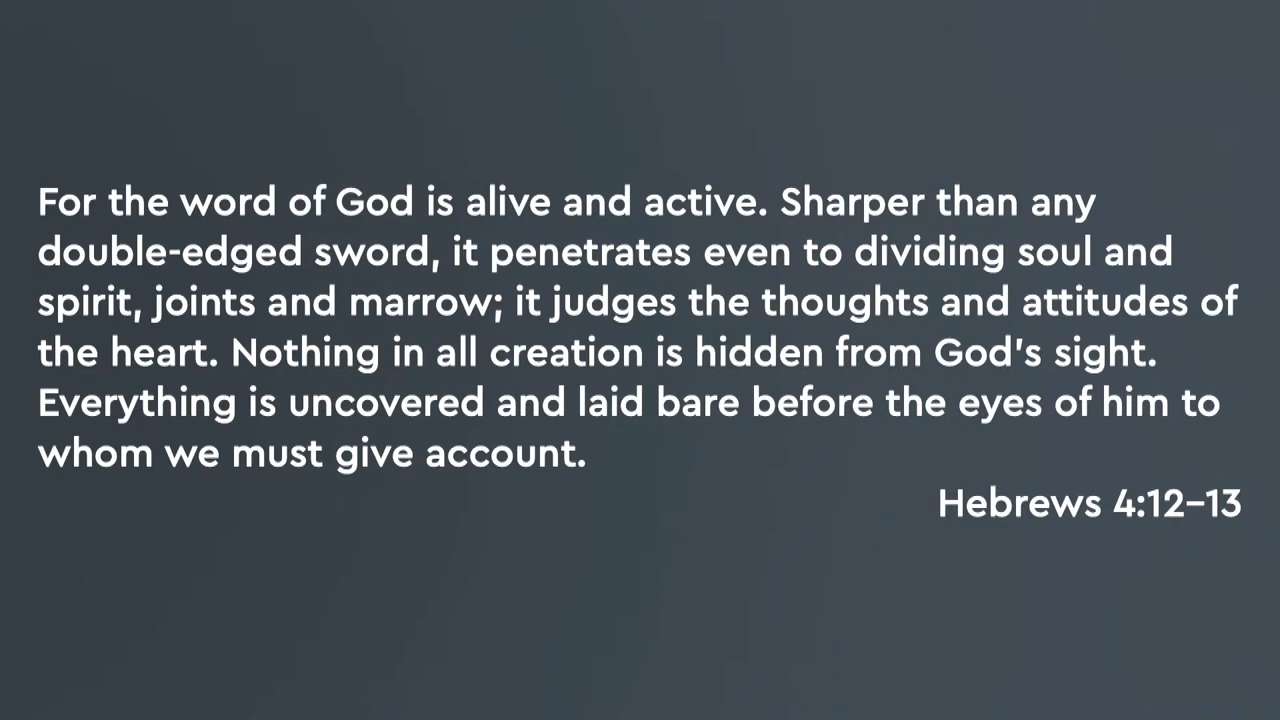 For the word of God is alive and active. Sharper than any
double-edged sword, it penetrates even to dividing soul and
spirit, joints and marrow; it judges the thoughts and attitudes of
the heart. Nothing in all creation is hidden from God's sight.
Everything is uncovered and laid bare before the eyes of him to
whom we must give account.
Hebrews 4:12–13